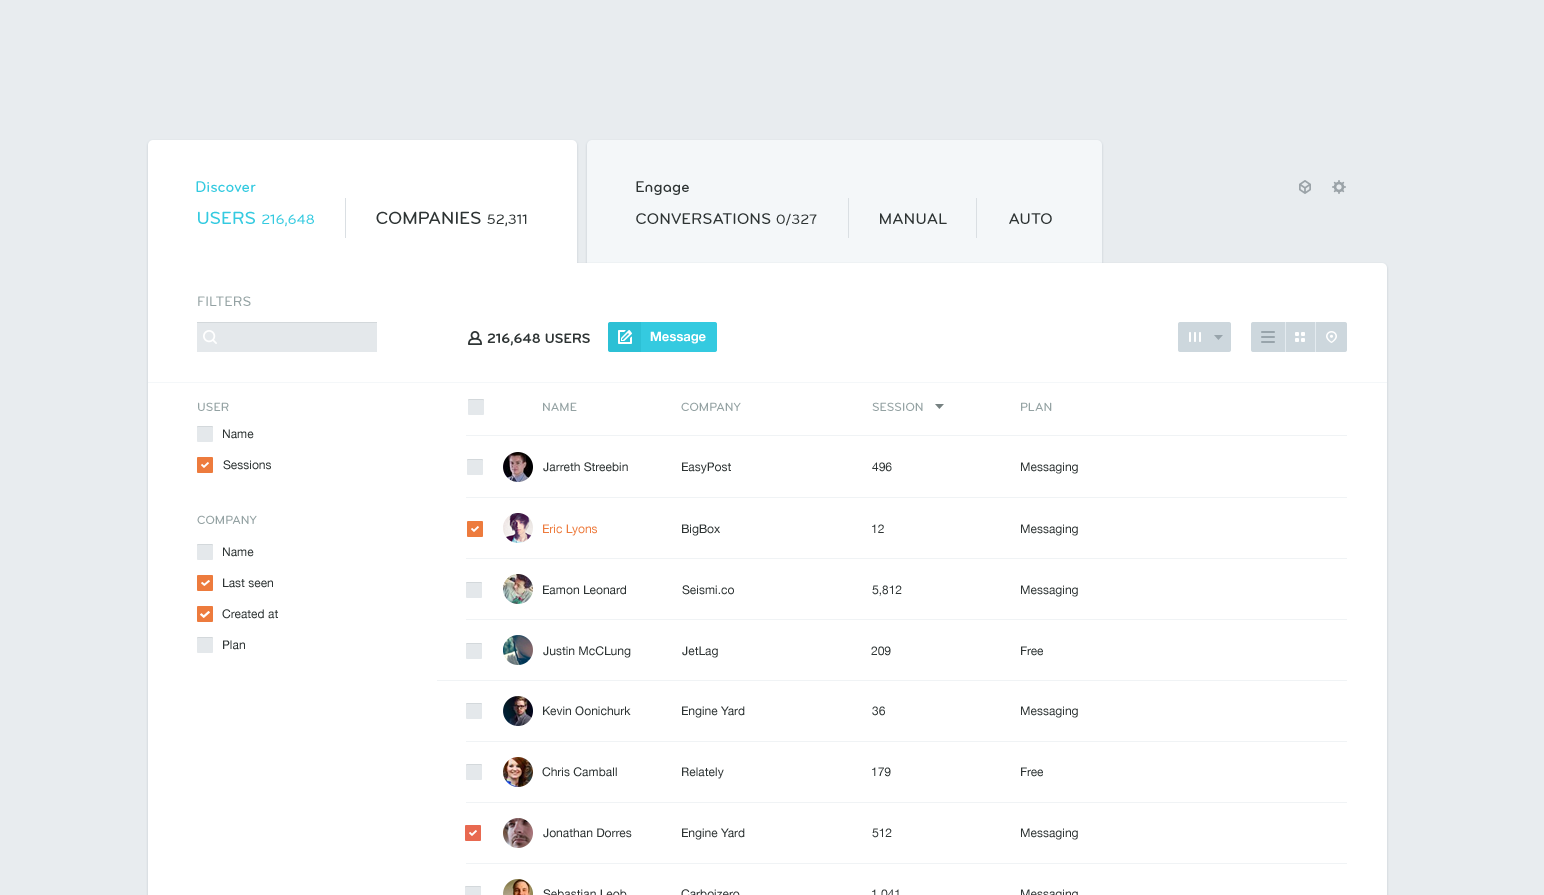 Discover
USERS 216,648
COMPANIES 52,311
Engage
CONVERSATIONS 0/327
MANUAL
AUTO
FILTERS
216,648 USERS
Message
USER
Name
Sessions
COMPANY
Name
Last seen
Created at
Plan
NAME COMPANY SESSION PLAN
Jarreth Streebin EasyPost 496 Messaging
Eric Lyons BigBox 12 Messaging
Eamon Leonard Seismi.co 5,812 Messaging
Justin McCLung JetLag 209 Free
Kevin Oonichurk Engine Yard 36 Messaging
Chris Camball Relately 179 Free
Jonathan Dorres Engine Yard 512 Messaging
Sebastian Leob Carboizero 1,041 Messaging